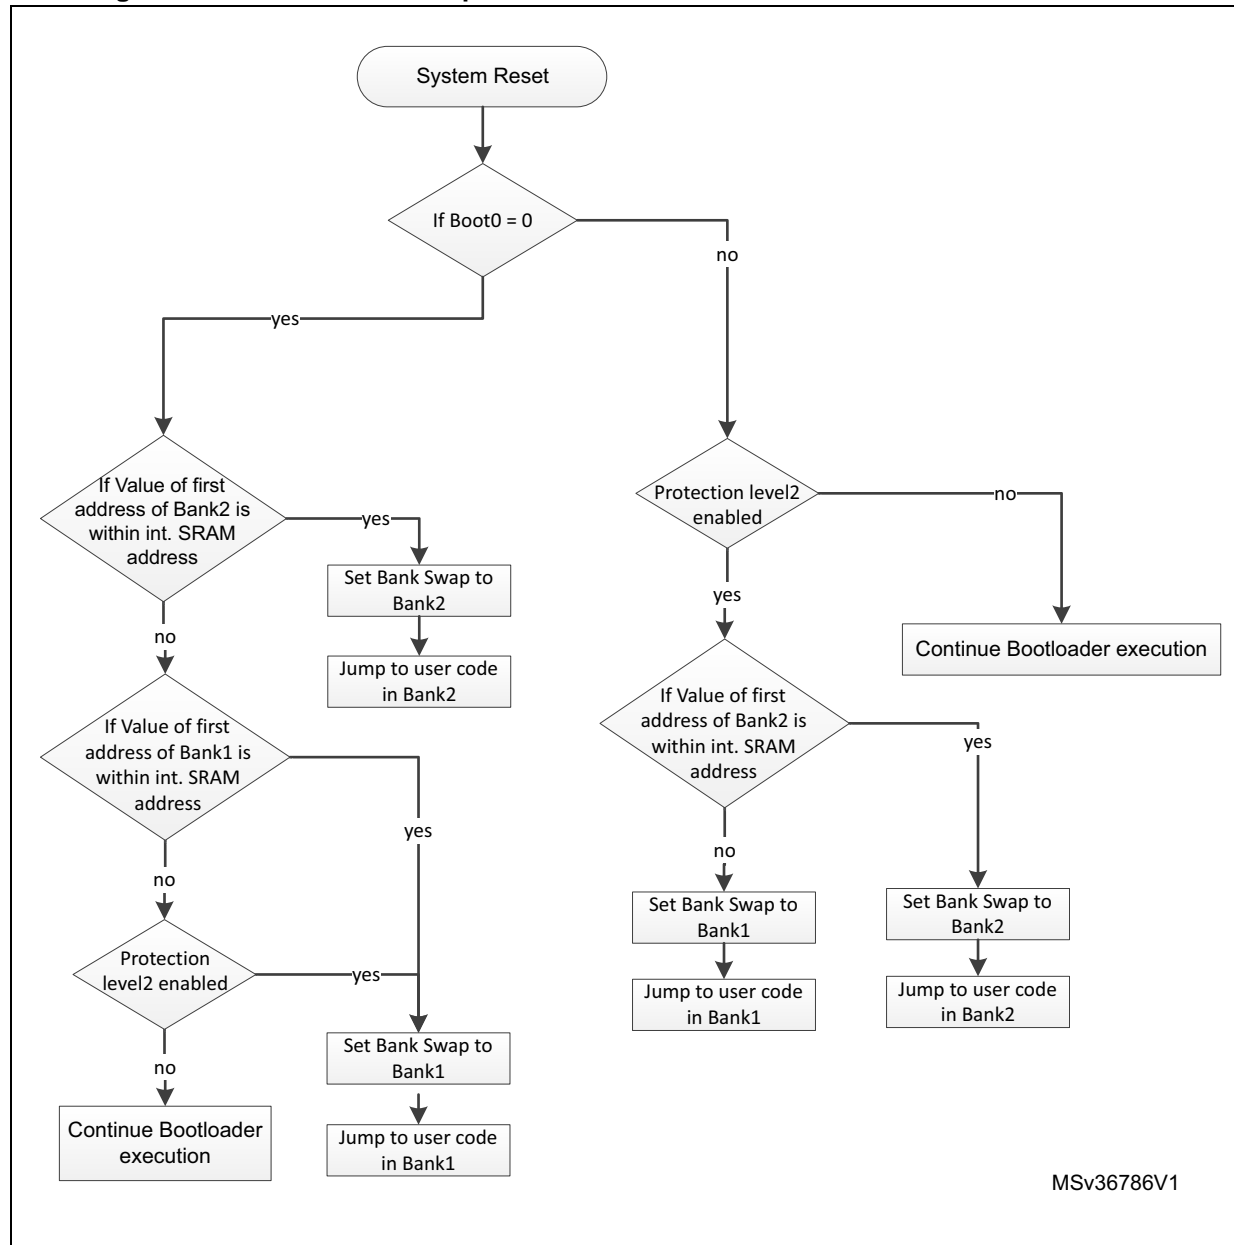 System Reset
If Boot0 = 0
no
yes
If Value of first
address of Bank2 is
within int. SRAM
address
yes
Set Bank Swap to
Bank2
Jump to user code
in Bank2
no
If Value of first
address of Bank1 is
within int. SRAM
address
yes
no
Protection
level2 enabled
yes
Set Bank Swap to
Bank1
Jump to user code
in Bank1
no
Continue Bootloader
execution
Protection level2
enabled
no
Continue Bootloader execution
yes
If Value of first
address of Bank2 is
within int. SRAM
address
yes
no
Set Bank Swap to
Bank1
Jump to user code
in Bank1
Set Bank Swap to
Bank2
Jump to user code
in Bank2
MSv36786V1